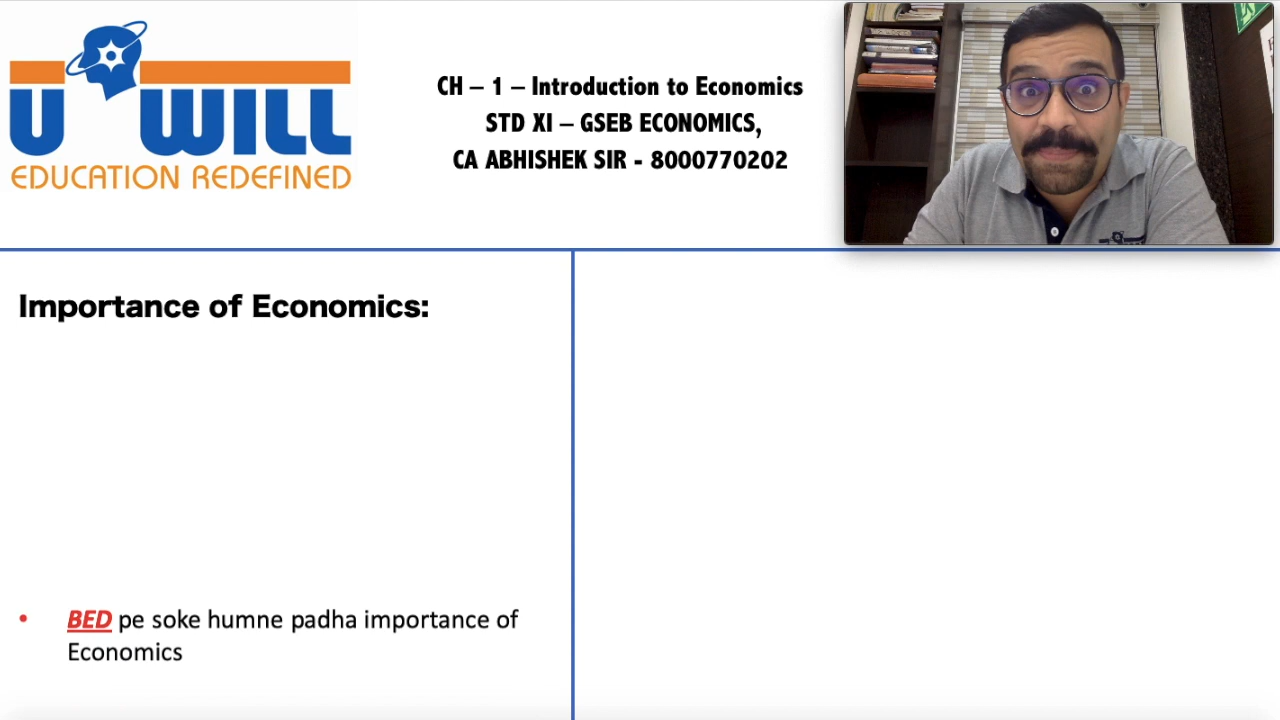 U WILL
EDUCATION REDEFINED
CH – 1 – Introduction to Economics
STD XI – GSEB ECONOMICS,
CA ABHISHEK SIR - 8000770202
Importance of Economics:
• BED pe soke humne padha importance of
Economics